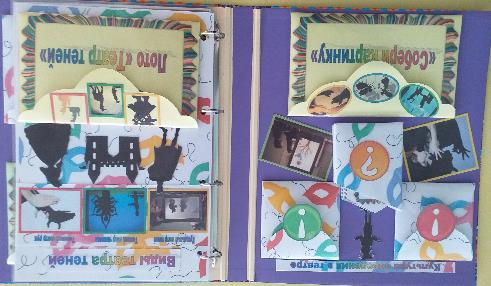 Лото «Театр теней»
«Собери картинку»
Виды театра теней
Культура поведения в театре
?
!
!